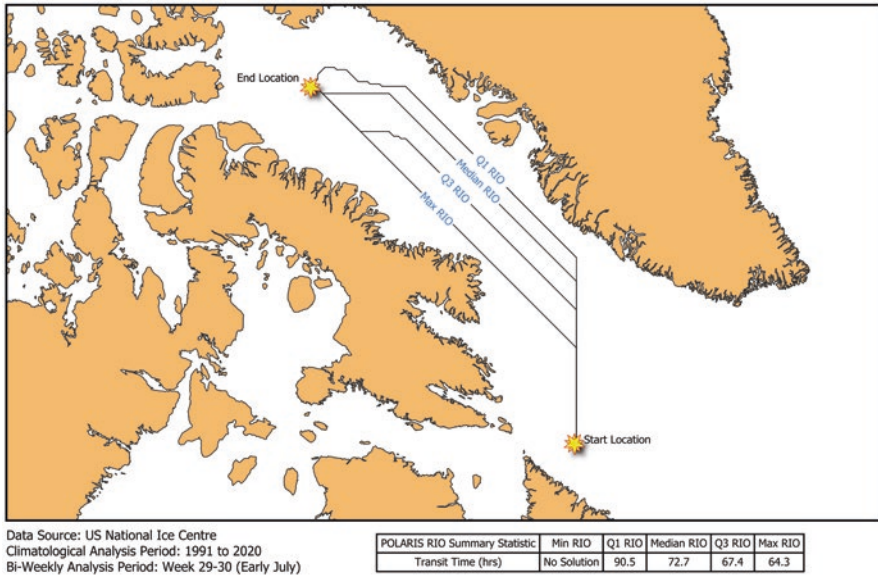 End Location
Q1 RIO
Median RIO
Q3 RIO
Max RIO
Start Location
Data Source: US National Ice Centre
Climatological Analysis Period: 1991 to 2020
Bi-Weekly Analysis Period: Week 29-30 (Early July)
POLARIS RIO Summary Statistic Min RIO Q1 RIO Median RIO Q3 RIO Max RIO
Transit Time (hrs) No Solution 90.5 72.7 67.4 64.3